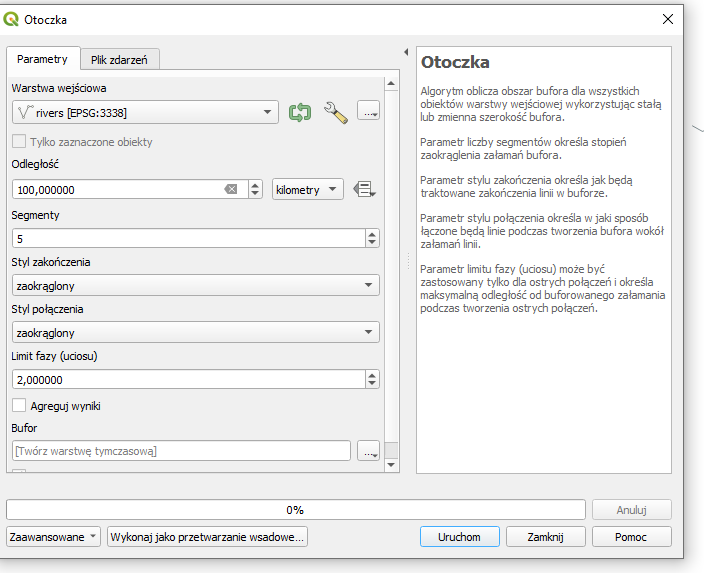 Otoczka
Parametry
Plik zdarzeń
Warstwa wejściowa
rivers [EPSG:3338]
...
Tylko zaznaczone obiekty
Odległość
100,000000
kilometry
Segmenty
5
Styl zakończenia
zaokrąglony
Styl połączenia
zaokrąglony
Limit fazy (uciosu)
2,000000
Agreguj wyniki
Bufor
[Twórz warstwę tymczasową]
...
Otoczka
Algorytm oblicza obszar bufora dla wszystkich
obiektów warstwy wejściowej wykorzystując stałą
lub zmienna szerokość bufora.
Parametr liczby segmentów określa stopień
zaokrąglenia załamań bufora.
Parametr stylu zakończenia określa jak będą
traktowane zakończenia linii w buforze.
Parametr stylu połączenia określa w jaki sposób
łączone będą linie podczas tworzenia bufora wokół
załamań linii.
Parametr limitu fazy (uciosu) może być
zastosowany tylko dla ostrych połączeń i określa
maksymalną odległość od buforowanego załamania
podczas tworzenia ostrych połączeń.
0%
Anuluj
Zaawansowane
Wykonaj jako przetwarzanie wsadowe...
Uruchom
Zamknij
Pomoc